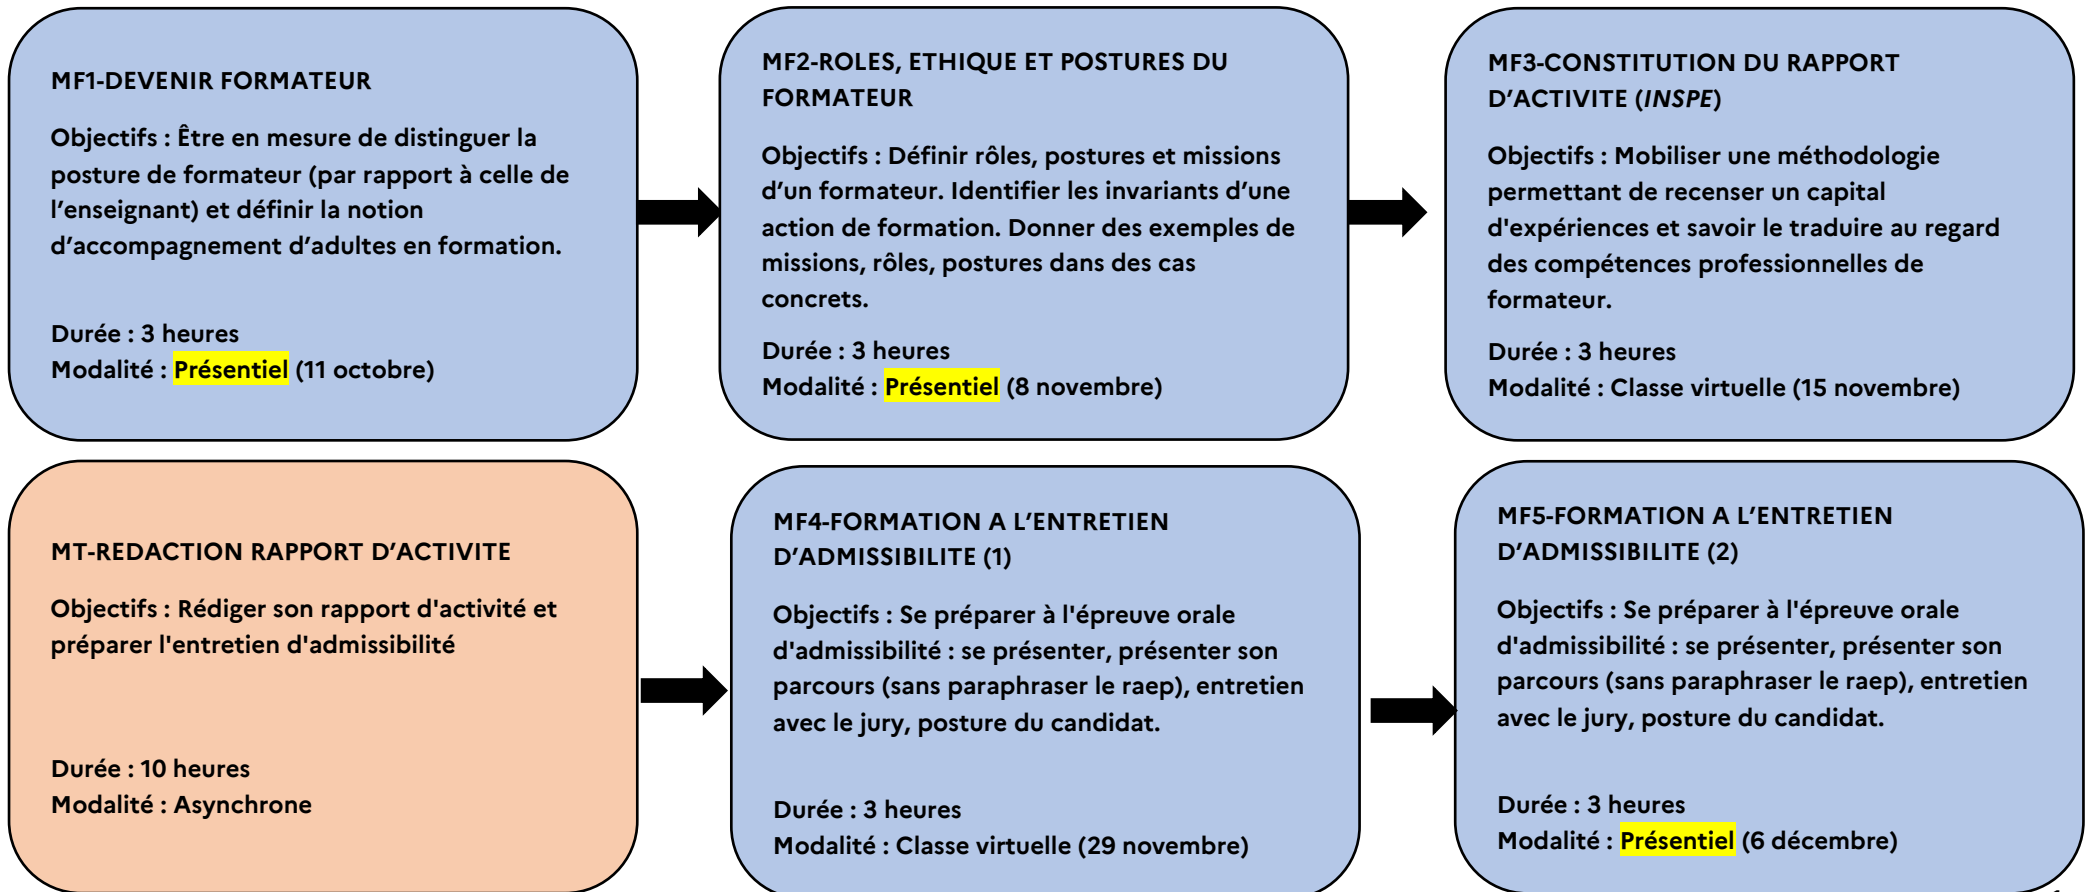 MF1-DEVENIR FORMATEUR
Objectifs : Être en mesure de distinguer la
posture de formateur (par rapport à celle de
l’enseignant) et définir la notion
d’accompagnement d’adultes en formation.
Durée : 3 heures
Modalité : Présentiel (11 octobre)
MF2-ROLES, ETHIQUE ET POSTURES DU
FORMATEUR
Objectifs : Définir rôles, postures et missions
d’un formateur. Identifier les invariants d’une
action de formation. Donner des exemples de
missions, rôles, postures dans des cas
concrets.
Durée : 3 heures
Modalité : Présentiel (8 novembre)
MF3-CONSTITUTION DU RAPPORT
D’ACTIVITE (INSPE)
Objectifs : Mobiliser une méthodologie
permettant de recenser un capital
d'expériences et savoir le traduire au regard
des compétences professionnelles de
formateur.
Durée : 3 heures
Modalité : Classe virtuelle (15 novembre)
MT-REDACTION RAPPORT D’ACTIVITE
Objectifs : Rédiger son rapport d'activité et
préparer l'entretien d'admissibilité
Durée : 10 heures
Modalité : Asynchrone
MF4-FORMATION A L’ENTRETIEN
D’ADMISSIBILITE (1)
Objectifs : Se préparer à l'épreuve orale
d'admissibilité : se présenter, présenter son
parcours (sans paraphraser le raep), entretien
avec le jury, posture du candidat.
Durée : 3 heures
Modalité : Classe virtuelle (29 novembre)
MF5-FORMATION A L’ENTRETIEN
D’ADMISSIBILITE (2)
Objectifs : Se préparer à l'épreuve orale
d'admissibilité : se présenter, présenter son
parcours (sans paraphraser le raep), entretien
avec le jury, posture du candidat.
Durée : 3 heures
Modalité : Présentiel (6 décembre)